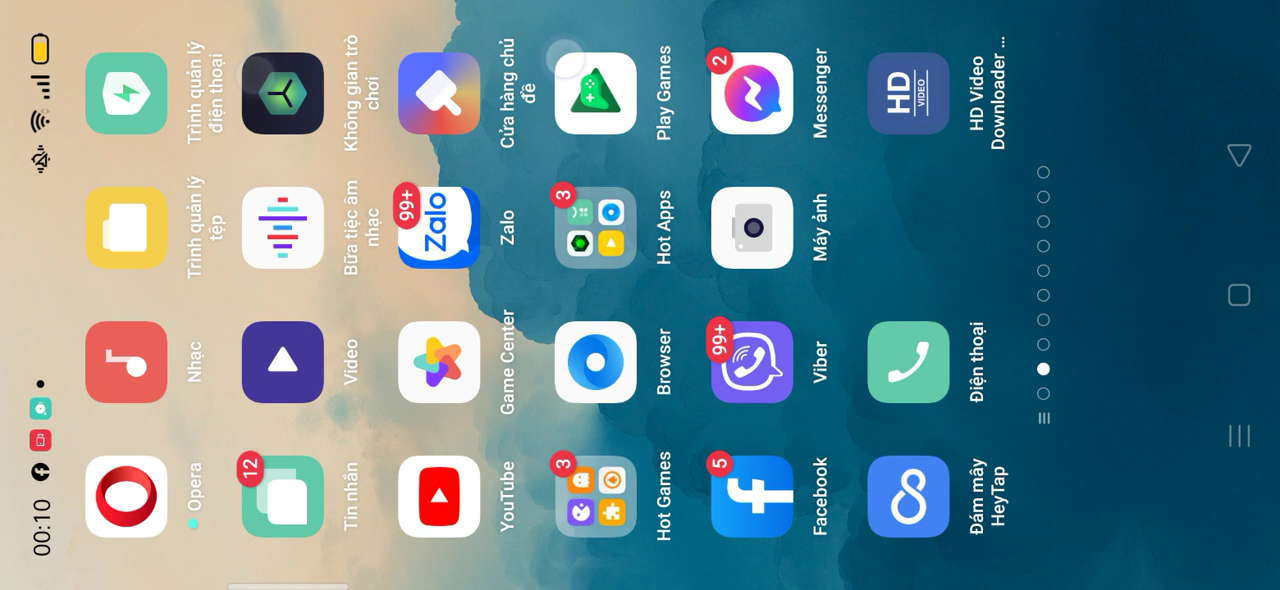 00:10
Opera
Nhạc
Trình quản lý
tệp
Trình quản lý
điện thoại
12
Tin nhắn
Video
Bữa tiệc âm
nhạc
Không gian trò
chơi
YouTube
Game Center
99+
Zalo
Zalo
Cửa hàng chủ
đề
3
Hot Games
Browser
3
Hot Apps
Play Games
5
Facebook
99+
Viber
Máy ảnh
2
Messenger
Đám mây
HeyTap
Điện thoại
HD
VIDEO
HD Video
Downloader ...